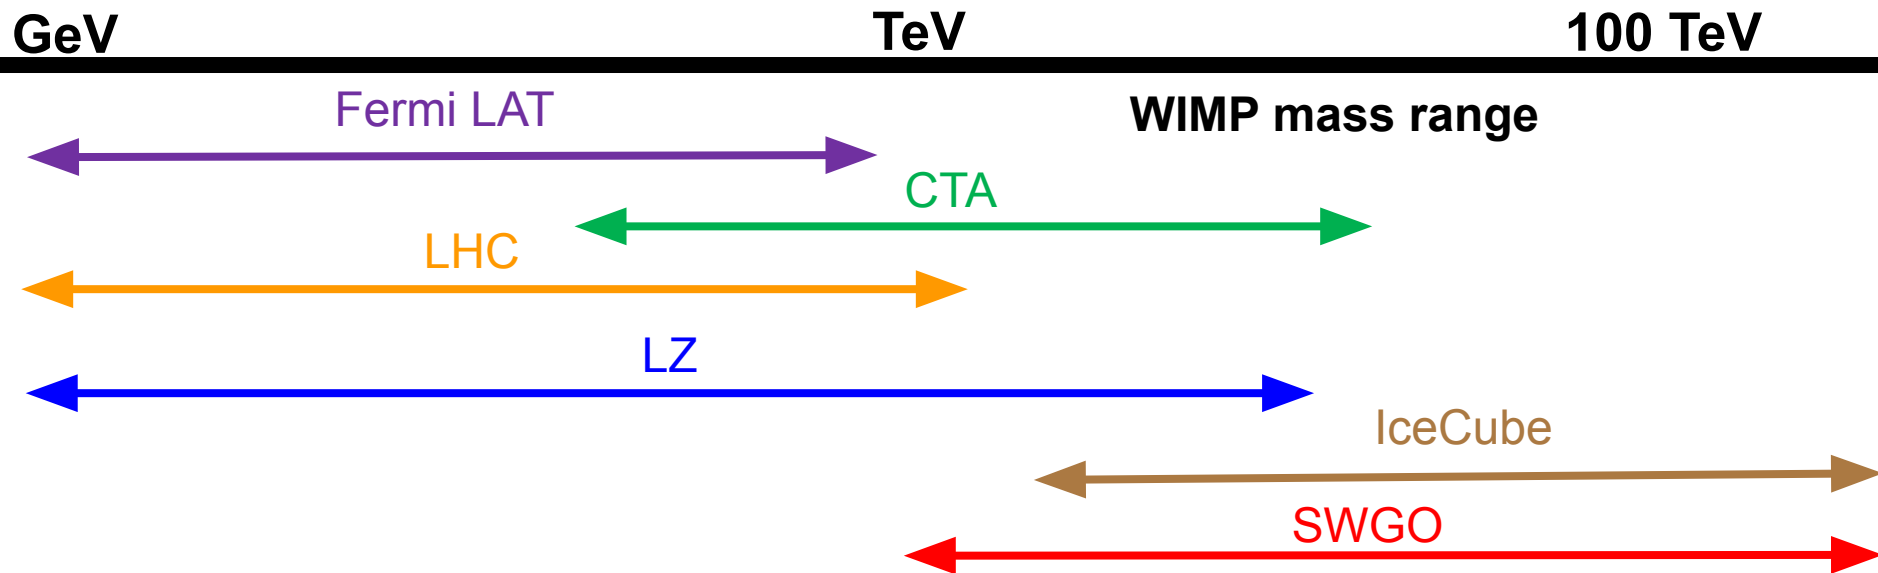 GeV TeV 100 TeV
Fermi LAT
WIMP mass range
CTA
LHC
LZ
IceCube
SWGO